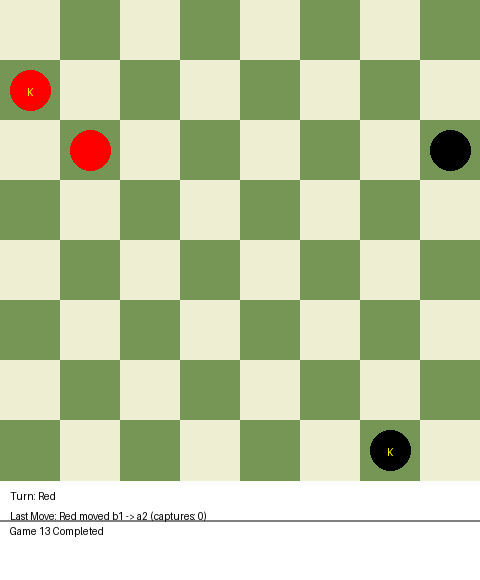 K
K
Turn: Red
Last Move: Red moved b1 -> a2 (captures: 0)
Game 13 Completed